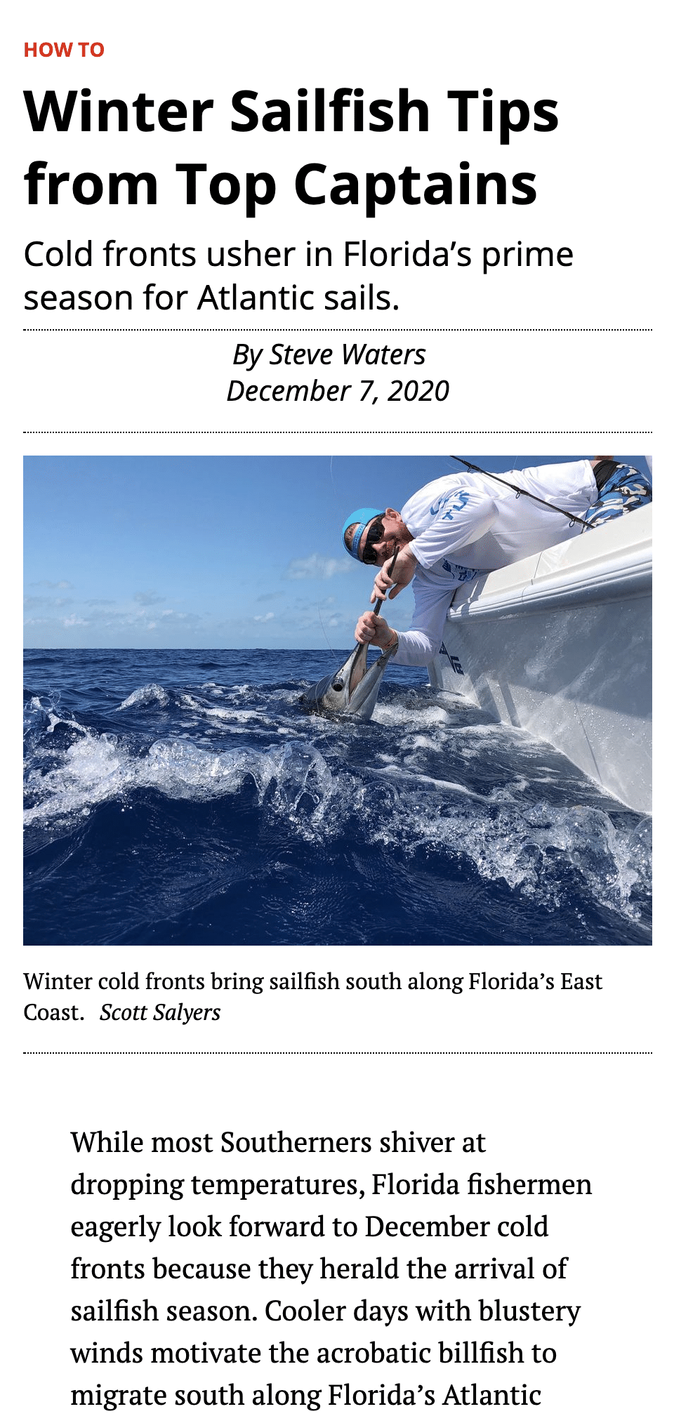 HOW TO
Winter Sailfish Tips
from Top Captains
Cold fronts usher in Florida’s prime
season for Atlantic sails.
By Steve Waters
December 7, 2020
Winter cold fronts bring sailfish south along Florida’s East
Coast. Scott Salyers
While most Southerners shiver at
dropping temperatures, Florida fishermen
eagerly look forward to December cold
fronts because they herald the arrival of
sailfish season. Cooler days with blustery
winds motivate the acrobatic billfish to
migrate south along Florida’s Atlantic